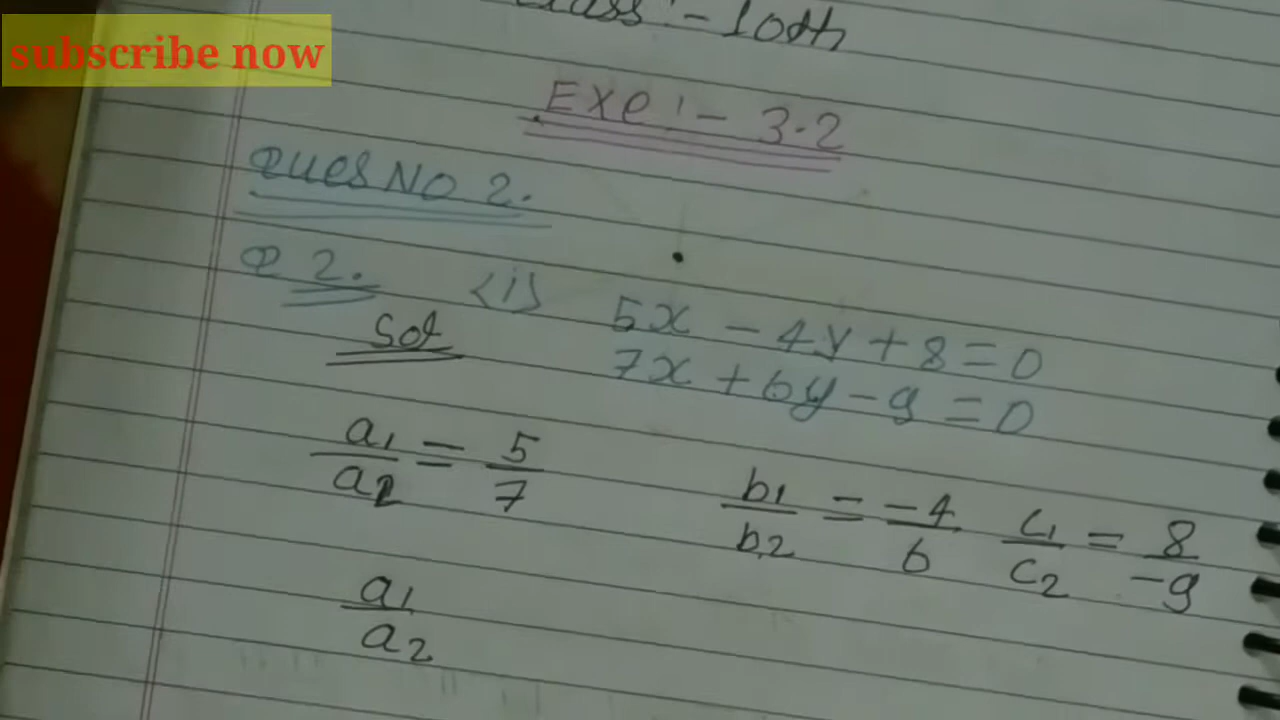 Class :- 10th
subscribe now
Exe :- 3.2
Ques NO 2.
Q 2. (i) 5x - 4y + 8 = 0
Sol 7x + 6y - 9 = 0
a1/a2 = 5/7 b1/b2 = -4/6 c1/c2 = 8/-9
a1/a2